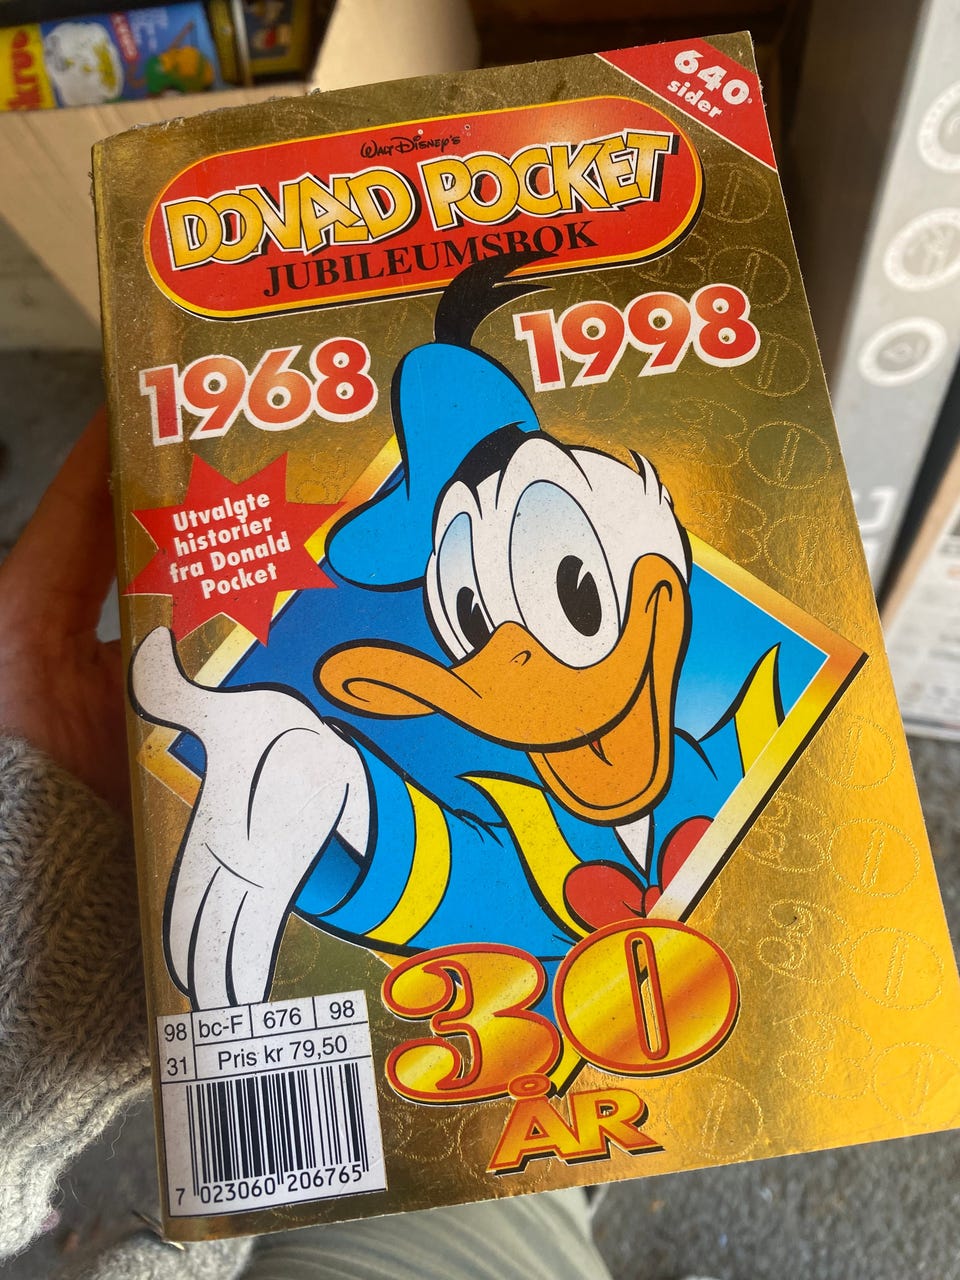 640
sider
WALT DISNEY'S
DONALD POCKET
JUBILEUMSBOK
1968 1998
Utvalgte
historier
fra Donald
Pocket
30
ÅR
98 bc-F 676 98
31 Pris kr 79,50
7 023060 206765